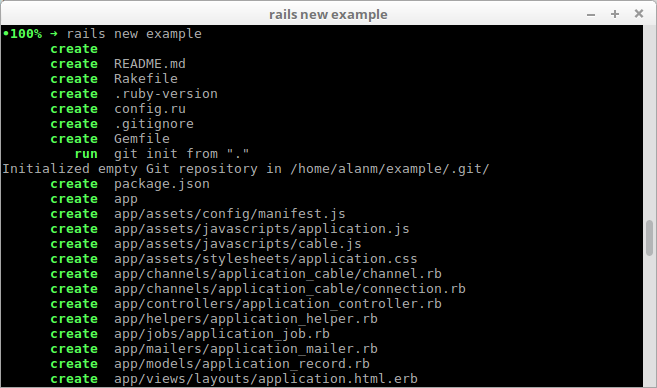 rails new example
•100% ➜ rails new example
create
create README.md
create Rakefile
create .ruby-version
create config.ru
create .gitignore
create Gemfile
run git init from "."
Initialized empty Git repository in /home/alanm/example/.git/
create package.json
create app
create app/assets/config/manifest.js
create app/assets/javascripts/application.js
create app/assets/javascripts/cable.js
create app/assets/stylesheets/application.css
create app/channels/application_cable/channel.rb
create app/channels/application_cable/connection.rb
create app/controllers/application_controller.rb
create app/helpers/application_helper.rb
create app/jobs/application_job.rb
create app/mailers/application_mailer.rb
create app/models/application_record.rb
create app/views/layouts/application.html.erb